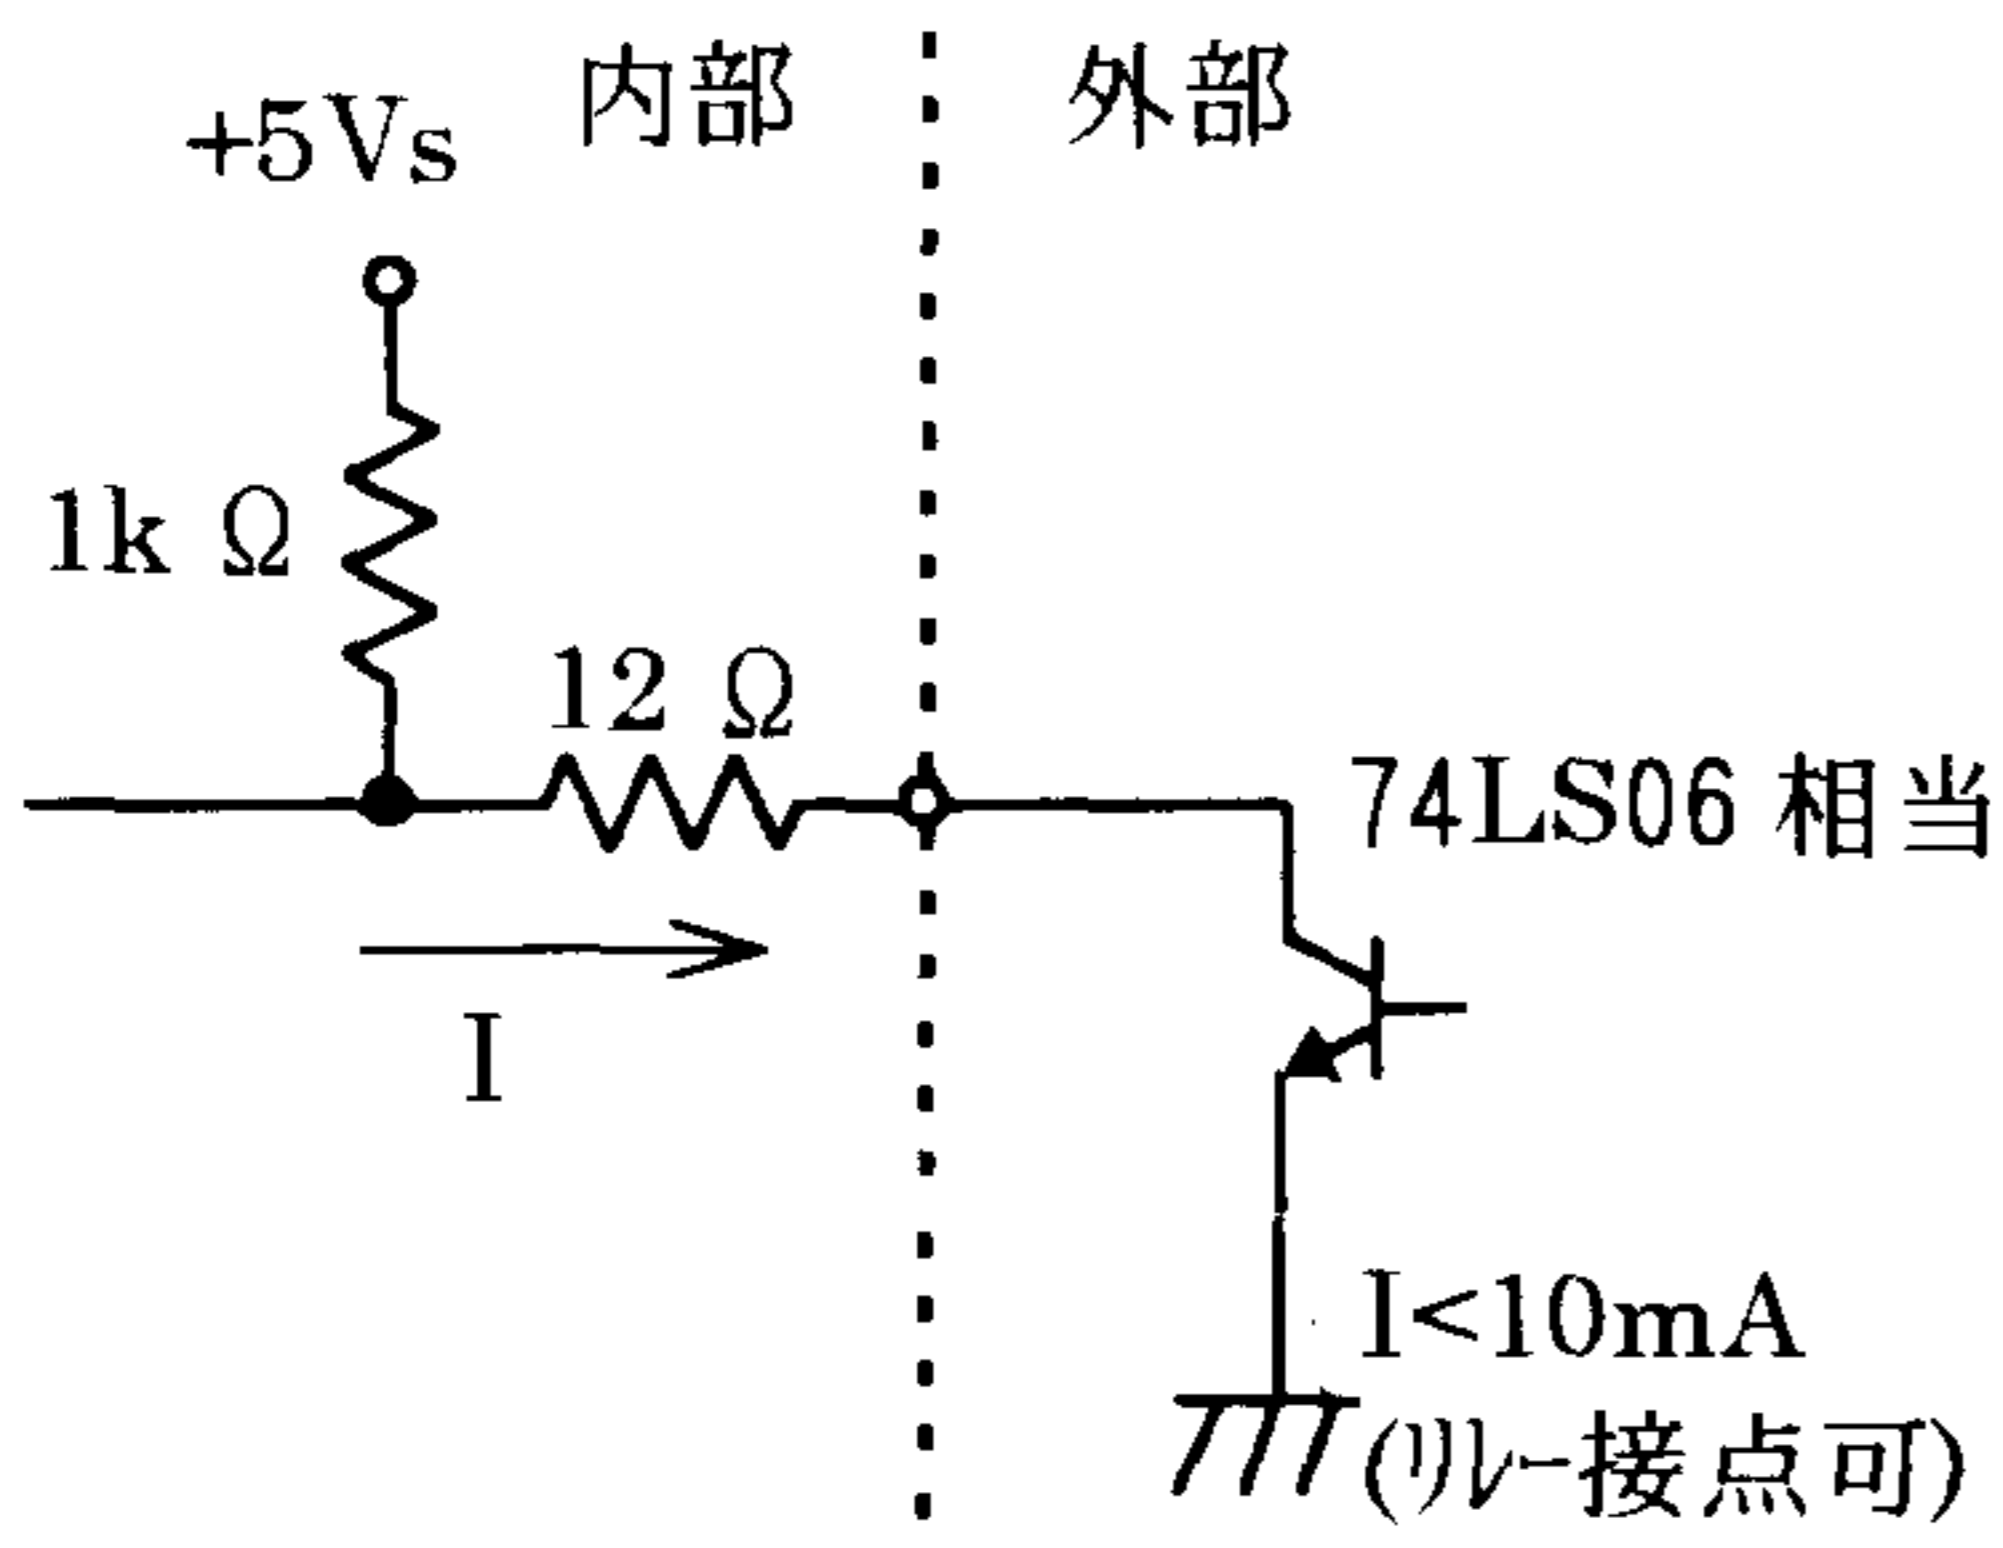 内部
外部
+5Vs
1k Ω
12 Ω
74LS06 相当
I
I<10mA
(リレー接点可)